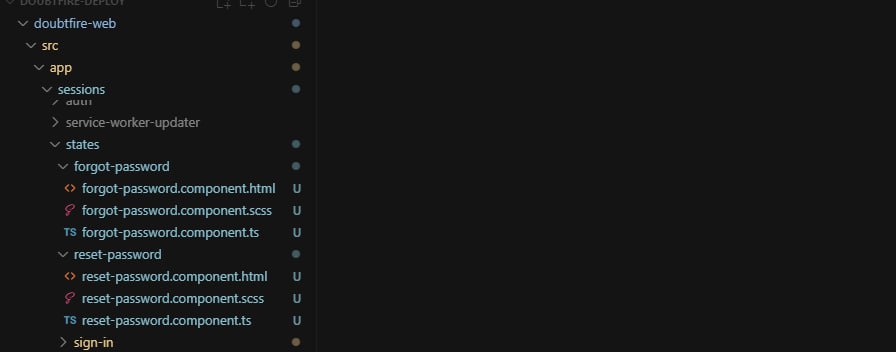 DOUBTFIRE-DEPLOY
doubtfire-web
src
app
sessions
auth
service-worker-updater
states
forgot-password
forgot-password.component.html U
forgot-password.component.scss U
TS forgot-password.component.ts U
reset-password
reset-password.component.html U
reset-password.component.scss U
TS reset-password.component.ts U
sign-in